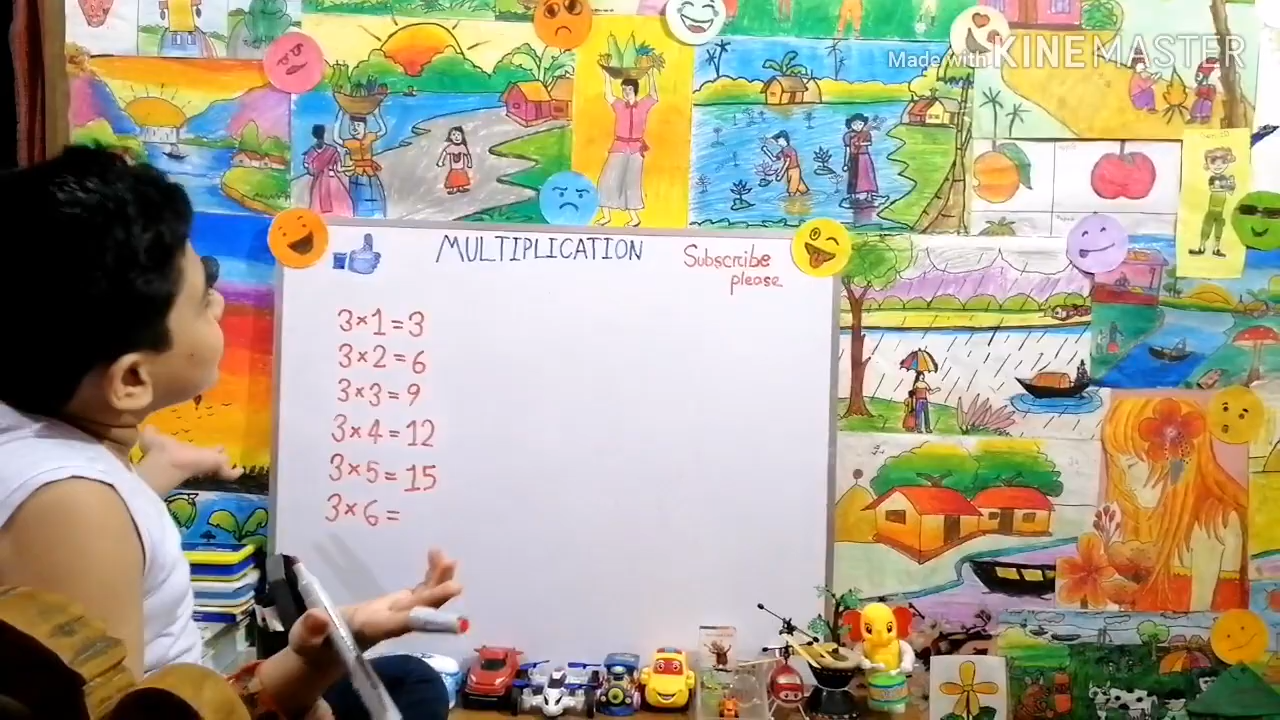 Made with KINEMASTER
MULTIPLICATION
Subscribe
please
3×1=3
3×2=6
3×3=9
3×4=12
3×5=15
3×6=